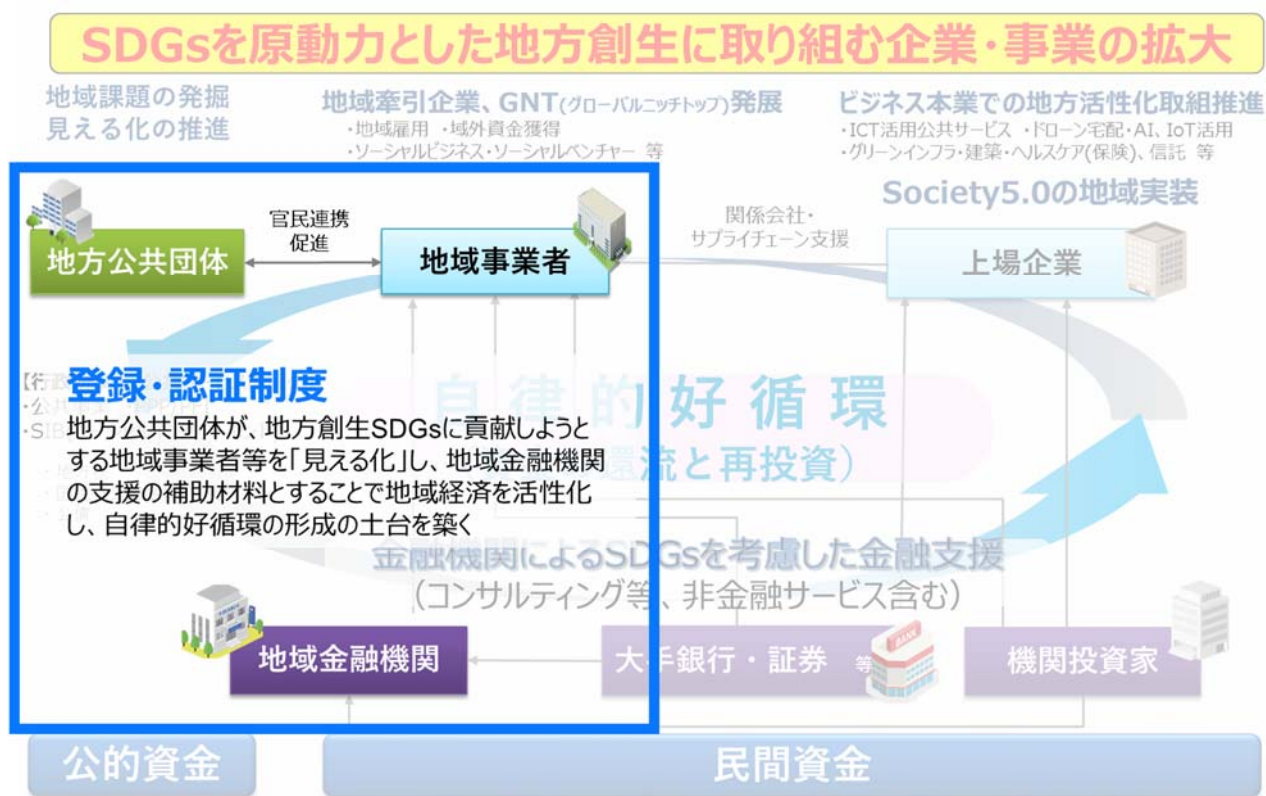 SDGsを原動力とした地方創生に取り組む企業・事業の拡大
地域課題の発掘
見える化の推進
地域牽引企業、GNT(グローバルニッチトップ)発展
・地域雇用 ・域外資金獲得
・ソーシャルビジネス・ソーシャルベンチャー 等
ビジネス本業での地方活性化取組推進
・ICT活用公共サービス ・ドローン宅配・AI、IoT活用
・グリーンインフラ・建築・ヘルスケア(保険)、信託 等
Society5.0の地域実装
地方公共団体
官民連携
促進
地域事業者
関係会社・
サプライチェーン支援
上場企業
登録・認証制度
地方公共団体が、地方創生SDGsに貢献しようと
する地域事業者等を「見える化」し、地域金融機関
の支援の補助材料とすることで地域経済を活性化
し、自律的好循環の形成の土台を築く
自律的好循環
流と再投資）
金融機関によるSDGsを考慮した金融支援
（コンサルティング等、非金融サービス含む）
地域金融機関
大手銀行・証券 等
BANK
機関投資家
公的資金
民間資金